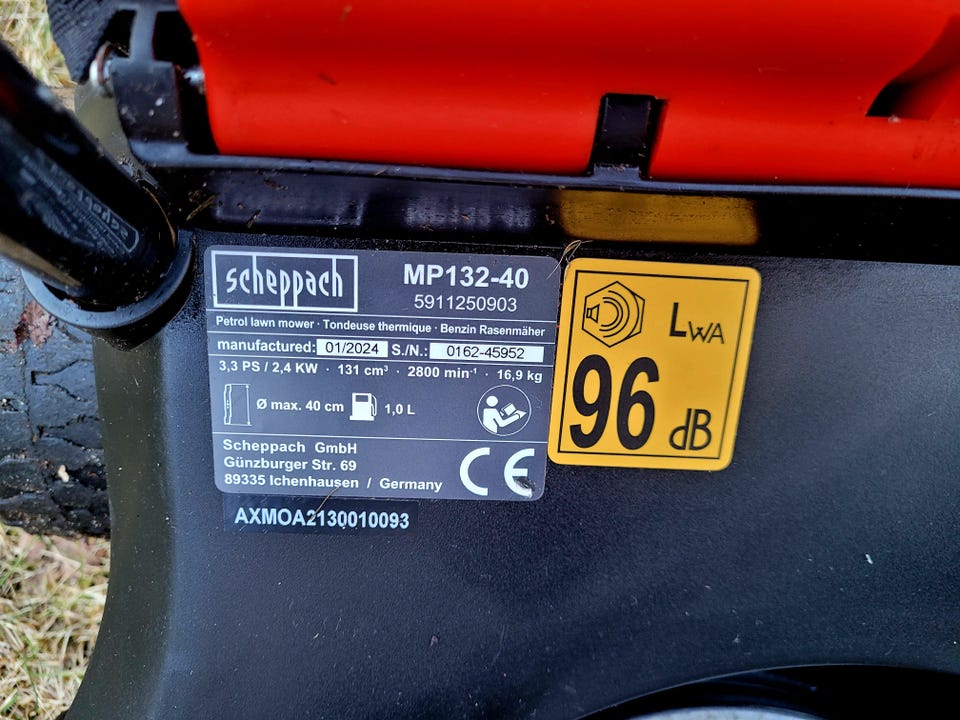 scheppach
MP132-40
5911250903
Petrol lawn mower · Tondeuse thermique · Benzin Rasenmäher
manufactured: 01/2024 S./N.: 0162-45952
3,3 PS / 2,4 KW · 131 cm³ · 2800 min⁻¹ · 16,9 kg
Ø max. 40 cm 1,0 L
Scheppach GmbH
Günzburger Str. 69
89335 Ichenhausen / Germany
CE
AXMOA2130010093
LWA
96 dB